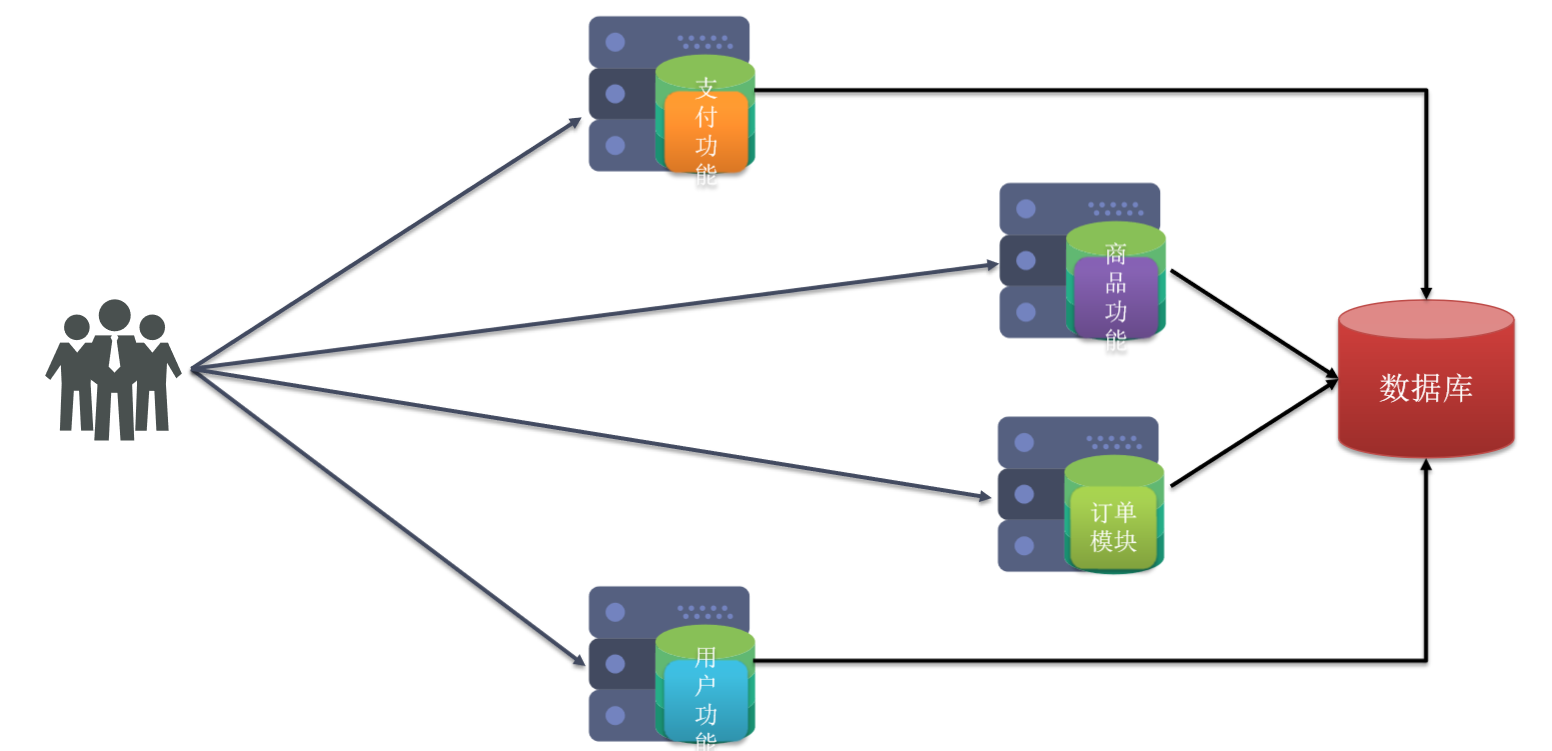 支
付
功
能
商
品
功
能
数据库
订单
模块
用
户
功
能